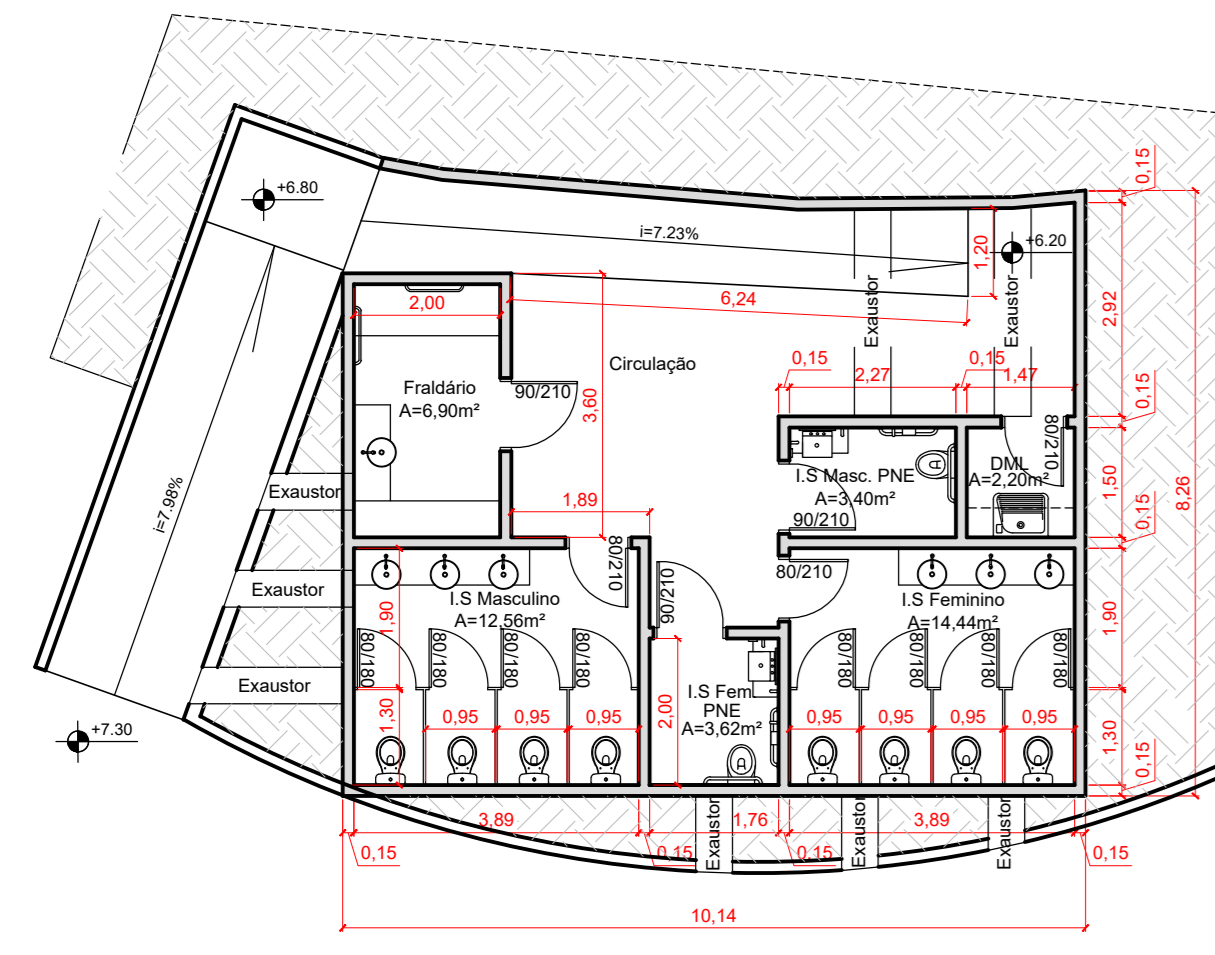 0,15
+6.80
i=7.23%
+6.20
1,20
8,26
2,92
Exaustor
Exaustor
2,00
6,24
Circulação
0,15
2,27
0,15
1,47
0,15
Fraldário
A=6,90m²
90/210
3,60
80/210
I.S Masc. PNE
A=3,40m²
90/210
DML
A=2,20m²
1,50
Exaustor
i=7.98%
1,89
0,15
80/210
90/210
80/210
I.S Masculino
A=12,56m²
I.S Feminino
A=14,44m²
Exaustor
1,90
1,90
80/180
80/180
80/180
80/180
80/180
80/180
80/180
80/180
Exaustor
1,30
0,95
0,95
0,95
2,00
I.S Fem
PNE
A=3,62m²
0,95
0,95
0,95
0,95
1,30
+7.30
0,15
3,89
1,76
3,89
Exaustor
Exaustor
Exaustor
0,15
0,15
0,15
0,15
10,14